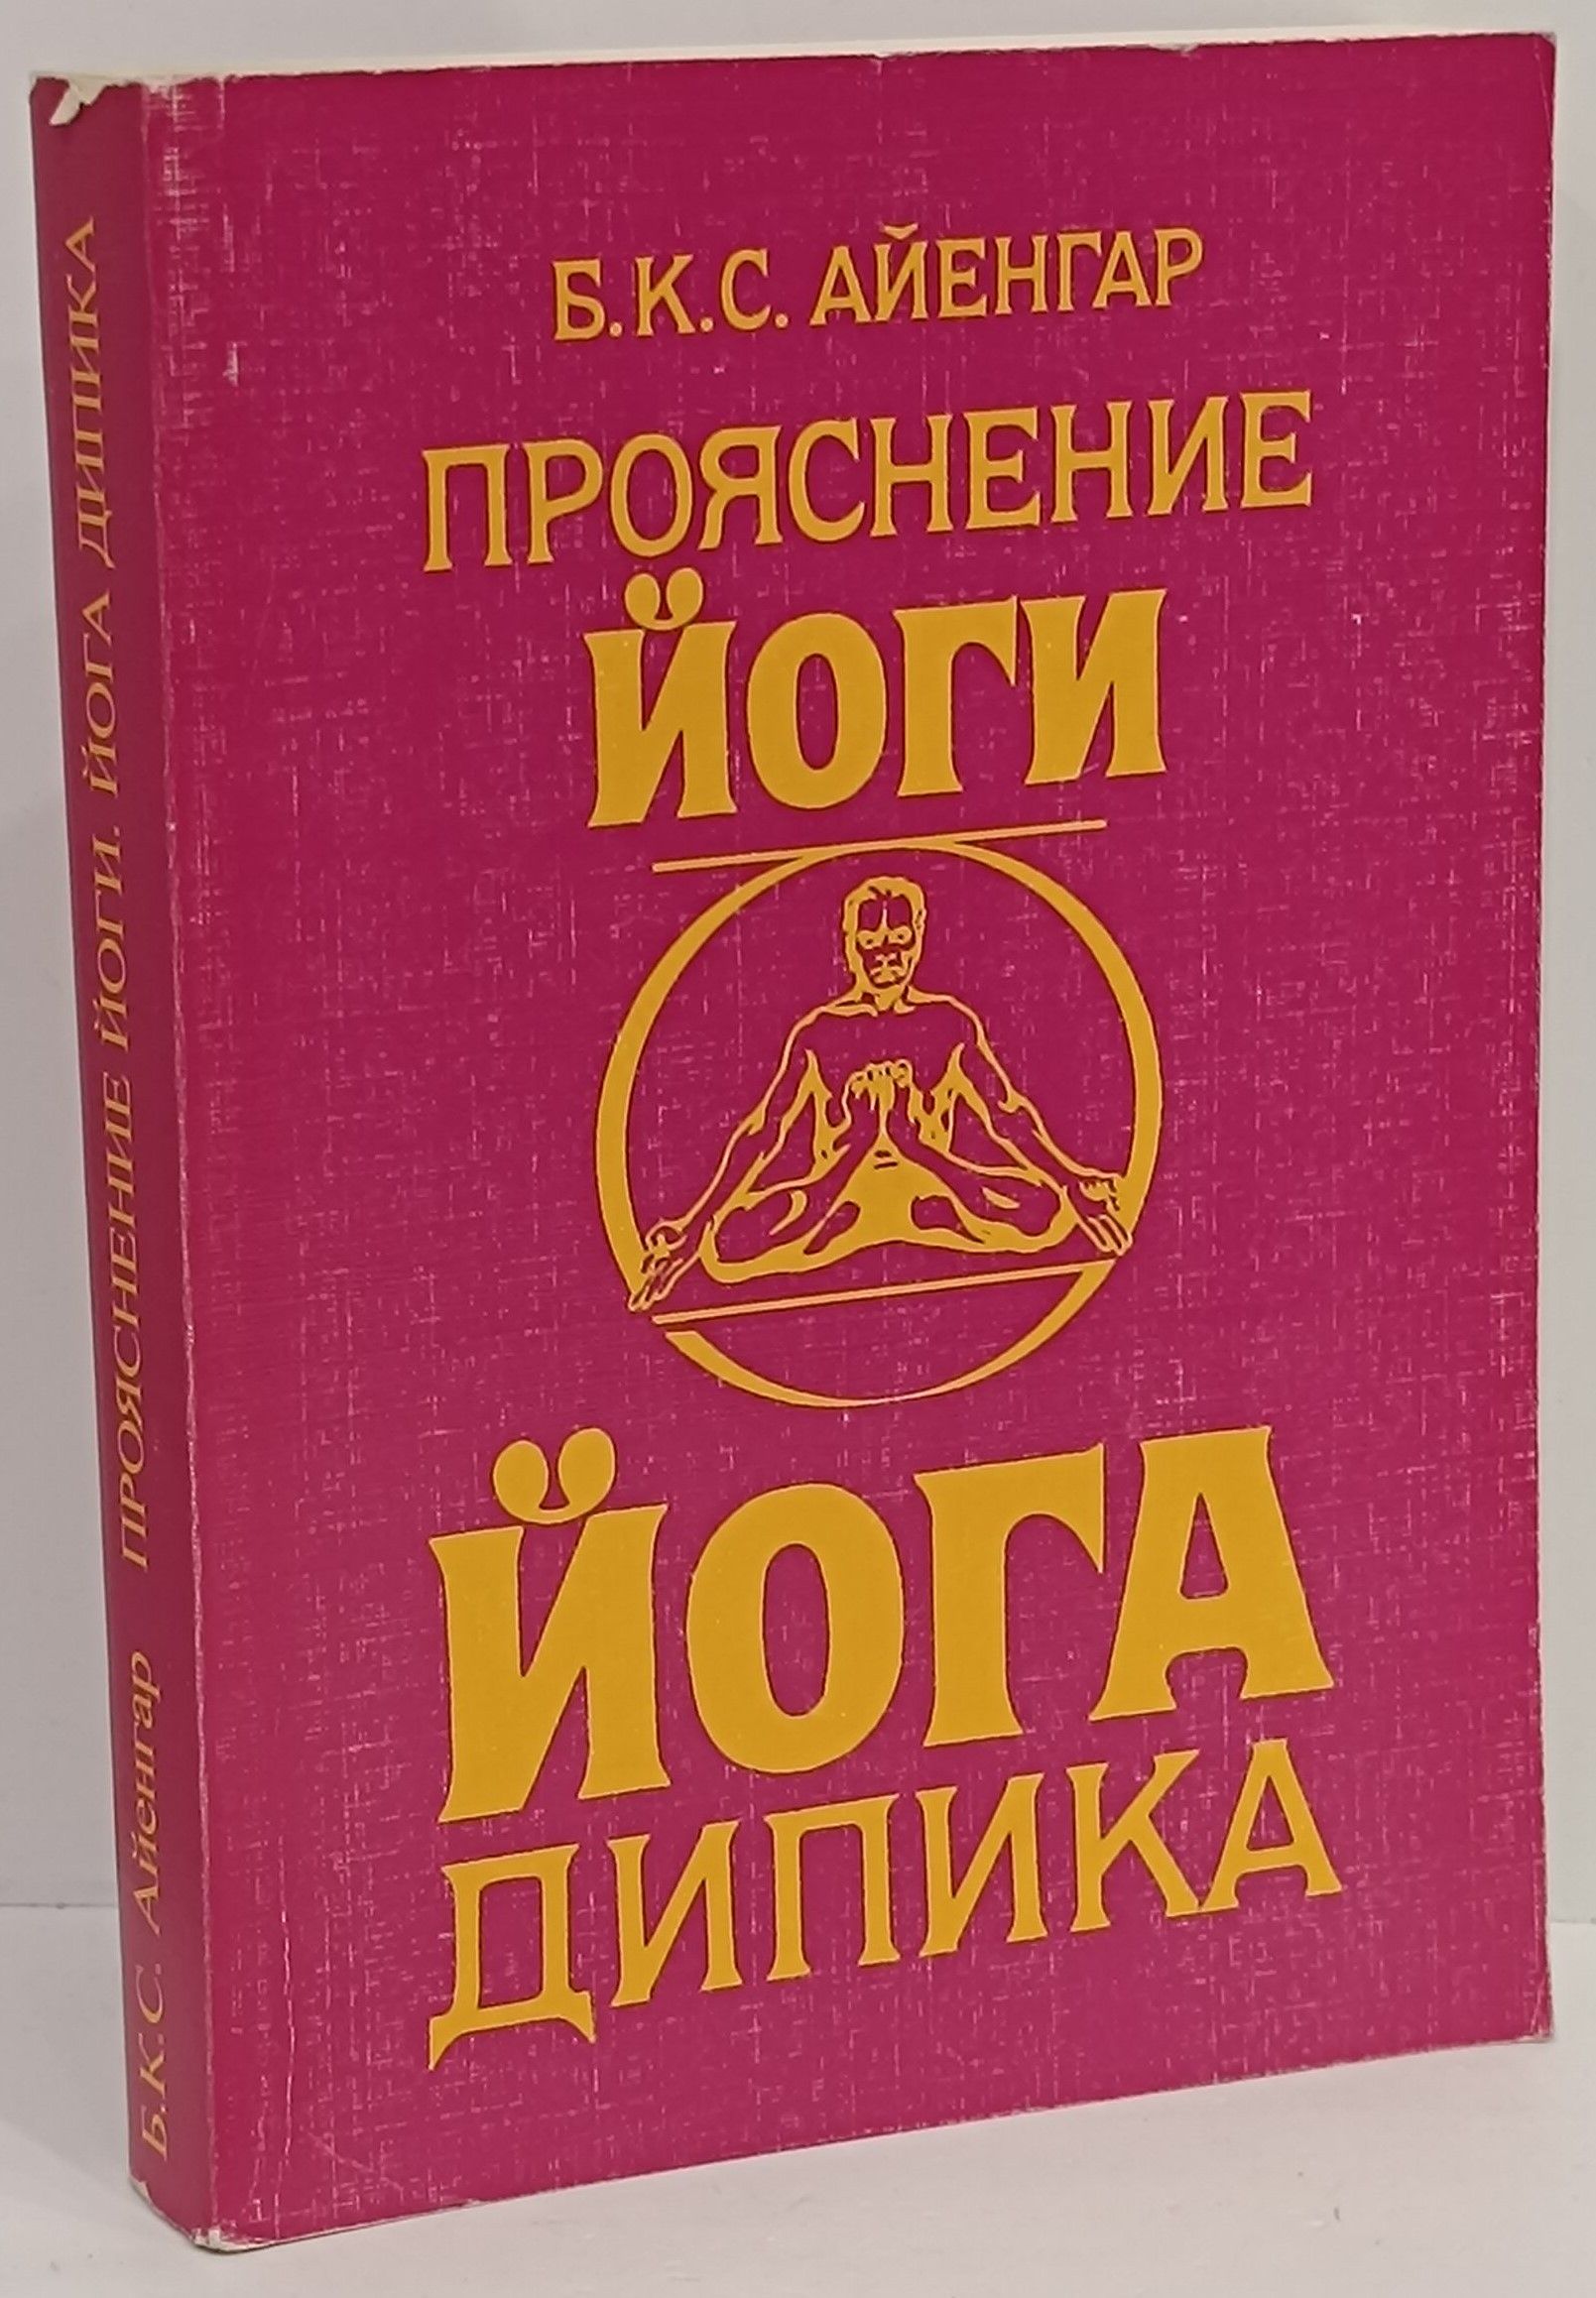 Б.К.С. АЙЕНГАР
ПРОЯСНЕНИЕ
ЙОГИ
ЙОГА
ДИПИКА
Б.К.С. Айенгар ПРОЯСНЕНИЕ ЙОГИ. ЙОГА ДИПИКА